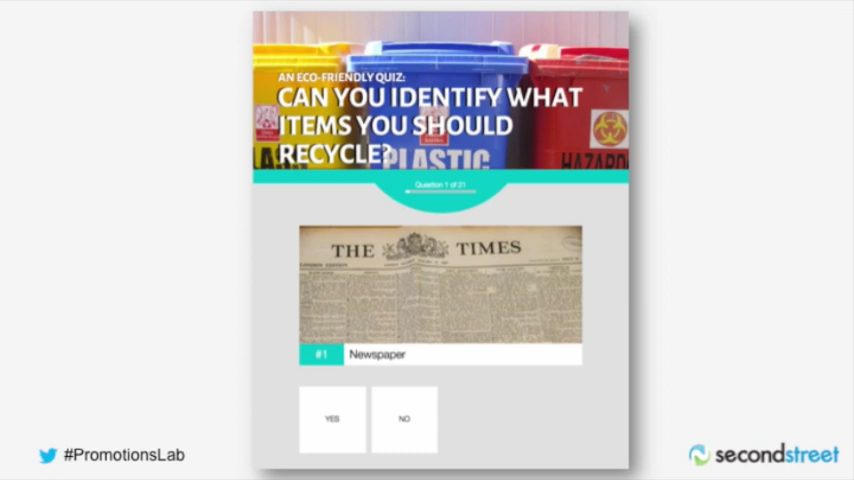 AN ECO-FRIENDLY QUIZ:
CAN YOU IDENTIFY WHAT
ITEMS YOU SHOULD
RECYCLE?
PLASTIC
Question 1 of 21
THE TIMES
#1 Newspaper
YES NO
#PromotionsLab
secondstreet